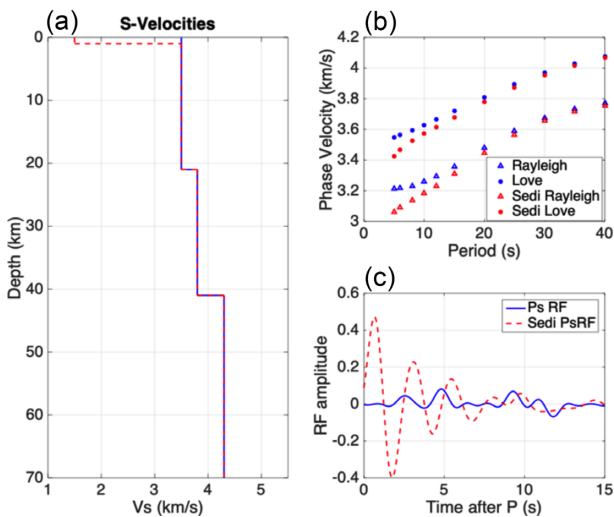 (a)
S-Velocities
0
10
20
30
40
50
60
70
Depth (km)
1
2
3
4
5
Vs (km/s)
(b)
4.2
4
3.8
3.6
3.4
3.2
3
Phase Velocity (km/s)
Rayleigh
Love
Sedi Rayleigh
Sedi Love
0
10
20
30
40
Period (s)
(c)
0.6
0.4
0.2
0
-0.2
-0.4
RF amplitude
Ps RF
Sedi PsRF
0
5
10
15
Time after P (s)